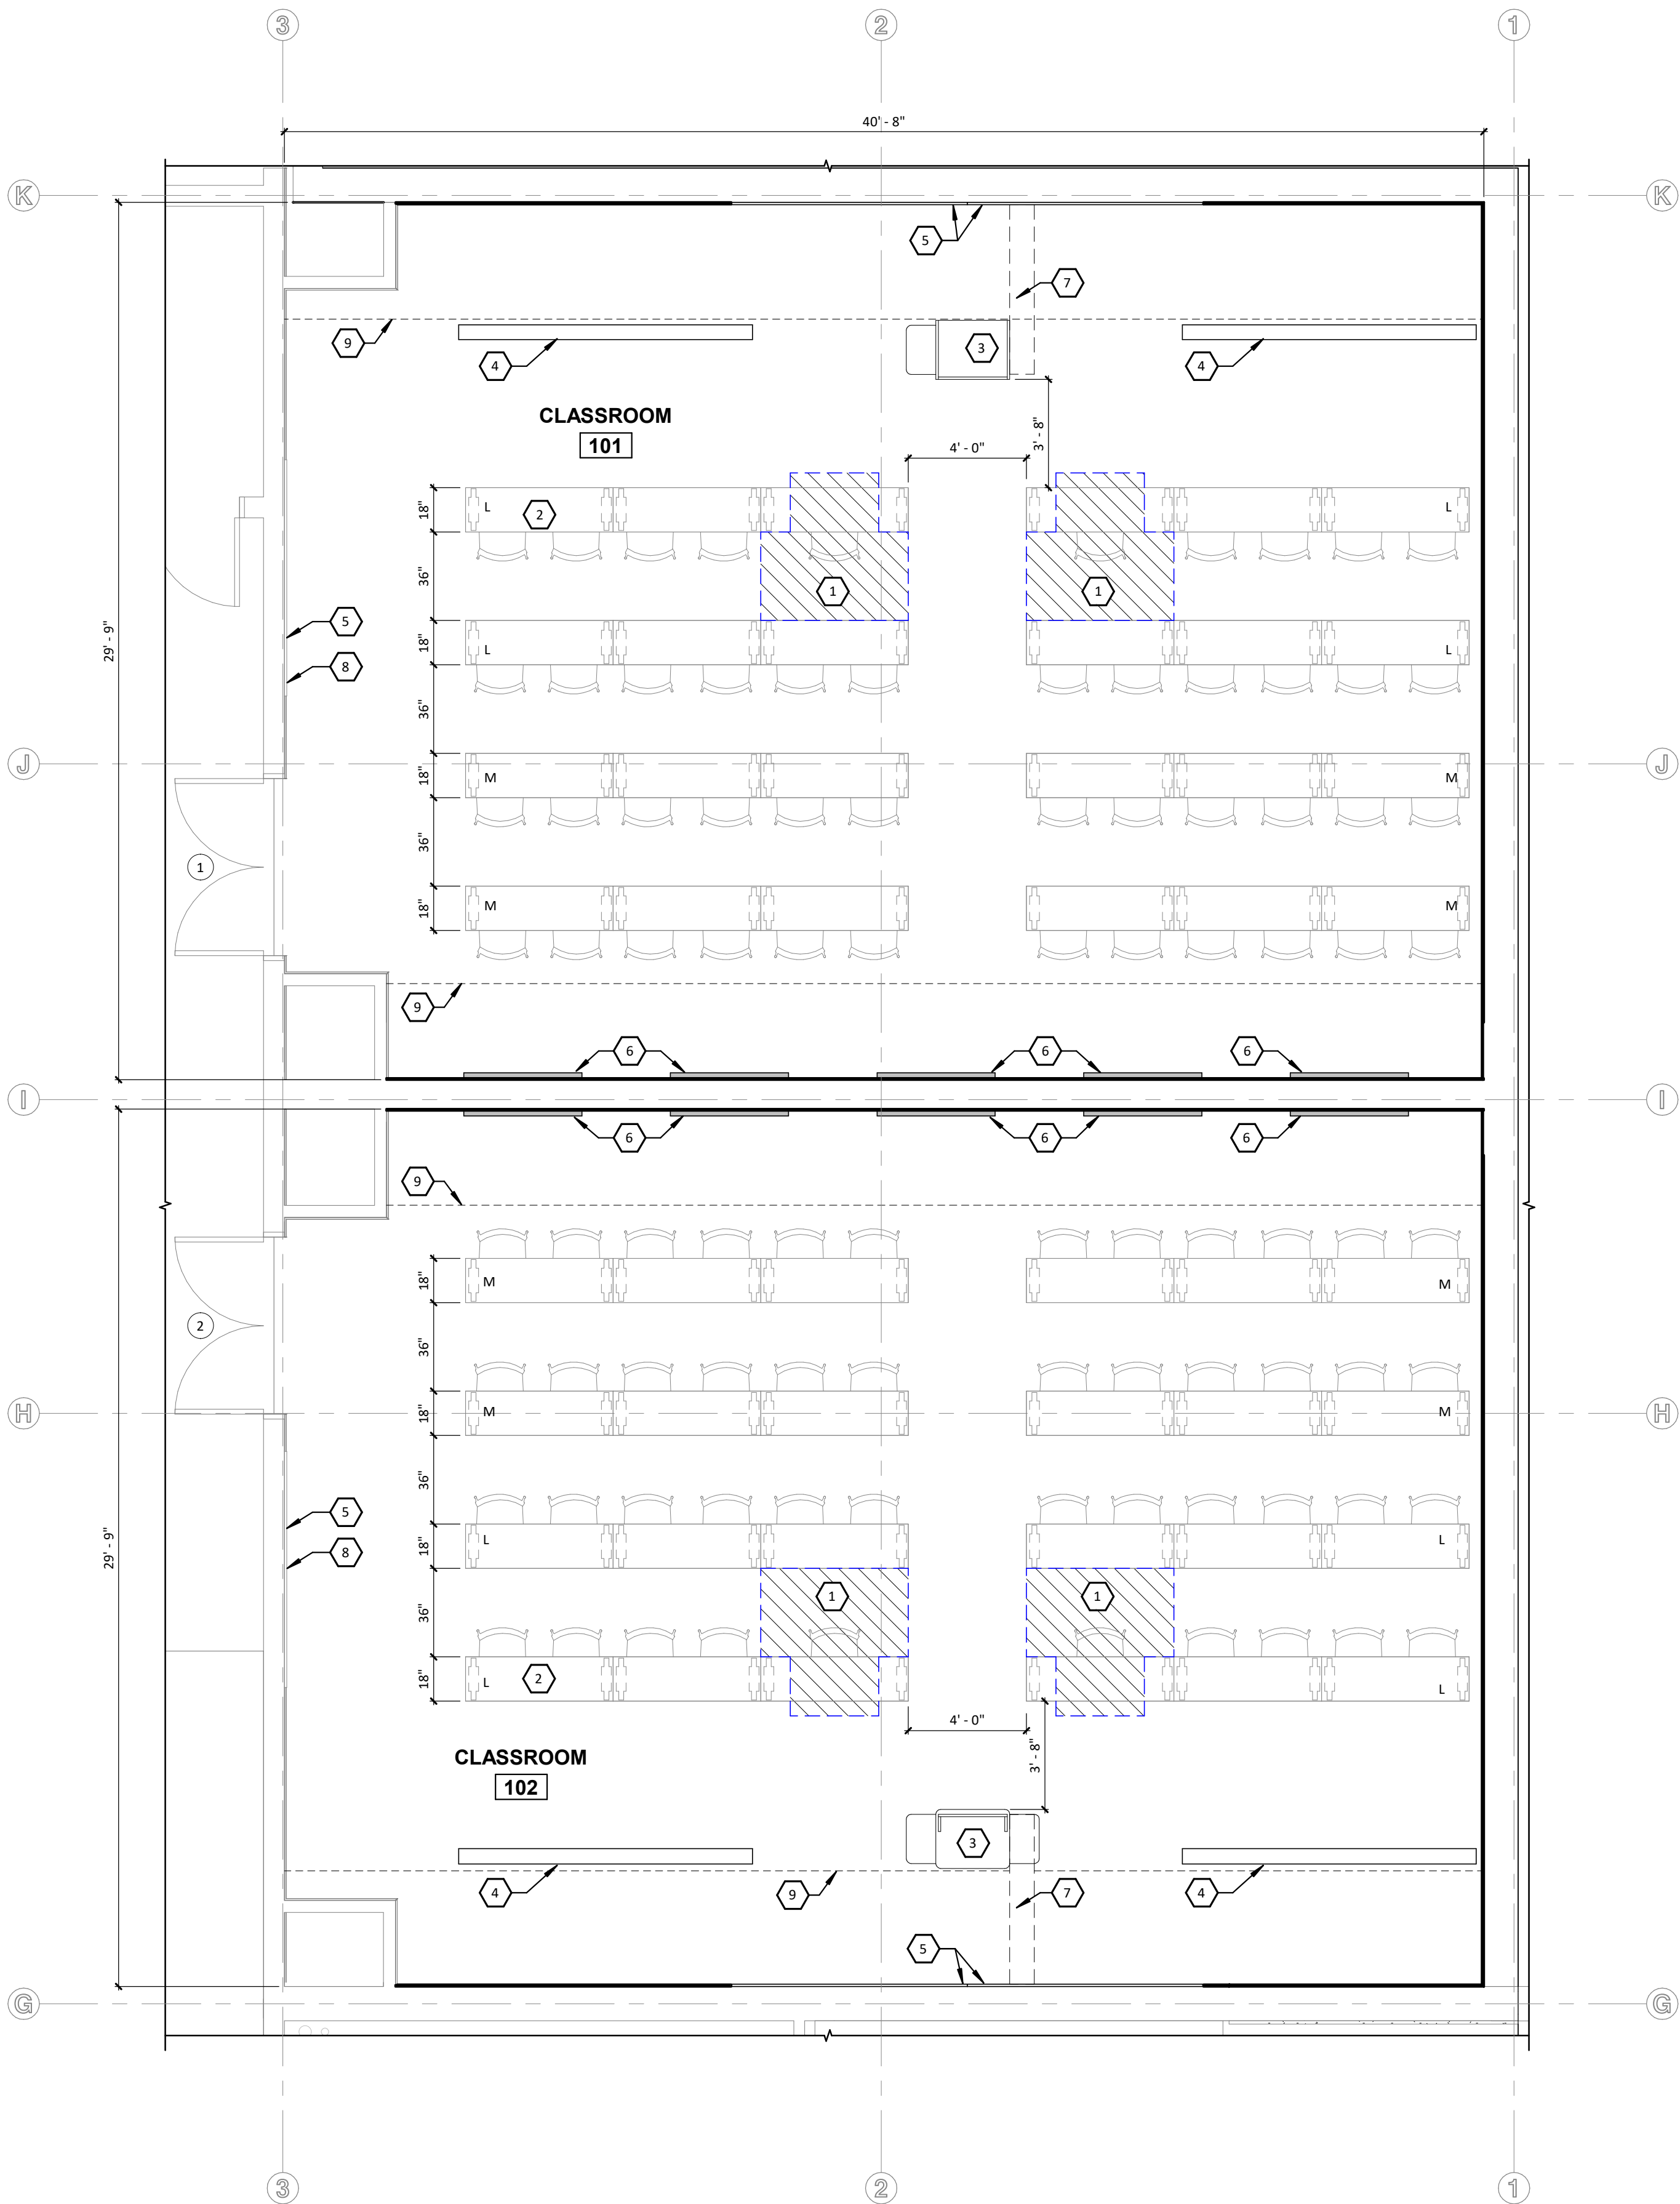 3 2 1
40' - 8"
K K
5
7
9 4 3 4
CLASSROOM
101
3' - 8"
4' - 0"
18" L 2 L
36" 1 1
29' - 9"
5
18" L L
8
36"
J J
18" M M
36"
1
18" M M
9
6 6 6
I I
6 6 6
9
18" M M
2
36"
H 18" M M H
36"
5
29' - 9"
18" L L
8
1 1
36"
18" L 2 L
4' - 0"
3' - 8"
CLASSROOM
102
3
4 9 7 4
5
G G
3 2 1